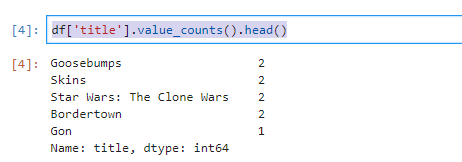 [4]: df['title'].value_counts().head()
[4]: Goosebumps 2
Skins 2
Star Wars: The Clone Wars 2
Bordertown 2
Gon 1
Name: title, dtype: int64